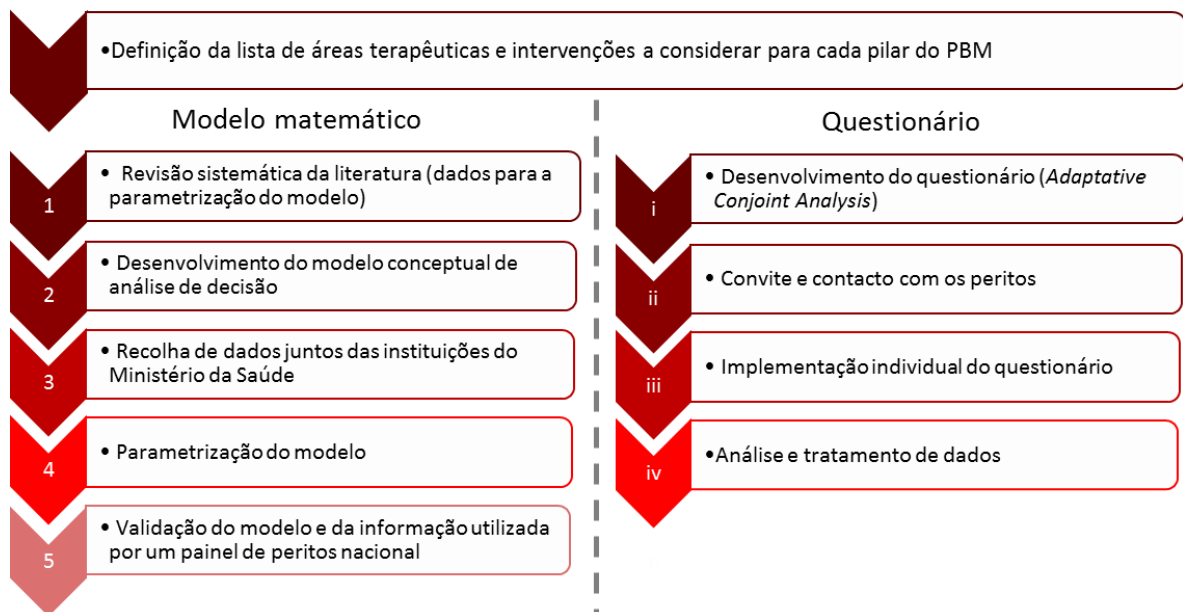 •Definição da lista de áreas terapêuticas e intervenções a considerar para cada pilar do PBM
Modelo matemático
1
• Revisão sistemática da literatura (dados para a
parametrização do modelo)
2
• Desenvolvimento do modelo conceptual de
análise de decisão
3
• Recolha de dados juntos das instituições do
Ministério da Saúde
4
• Parametrização do modelo
5
• Validação do modelo e da informação utilizada
por um painel de peritos nacional
Questionário
i
• Desenvolvimento do questionário (Adaptative
Conjoint Analysis)
ii
• Convite e contacto com os peritos
iii
• Implementação individual do questionário
iv
•Análise e tratamento de dados